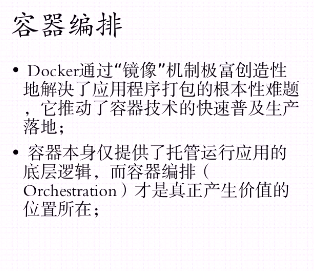 容器编排
• Docker通过“镜像”机制极富创造性
地解决了应用程序打包的根本性难题
，它推动了容器技术的快速普及生产
落地；
• 容器本身仅提供了托管运行应用的
底层逻辑，而容器编排（
Orchestration）才是真正产生价值的
位置所在；